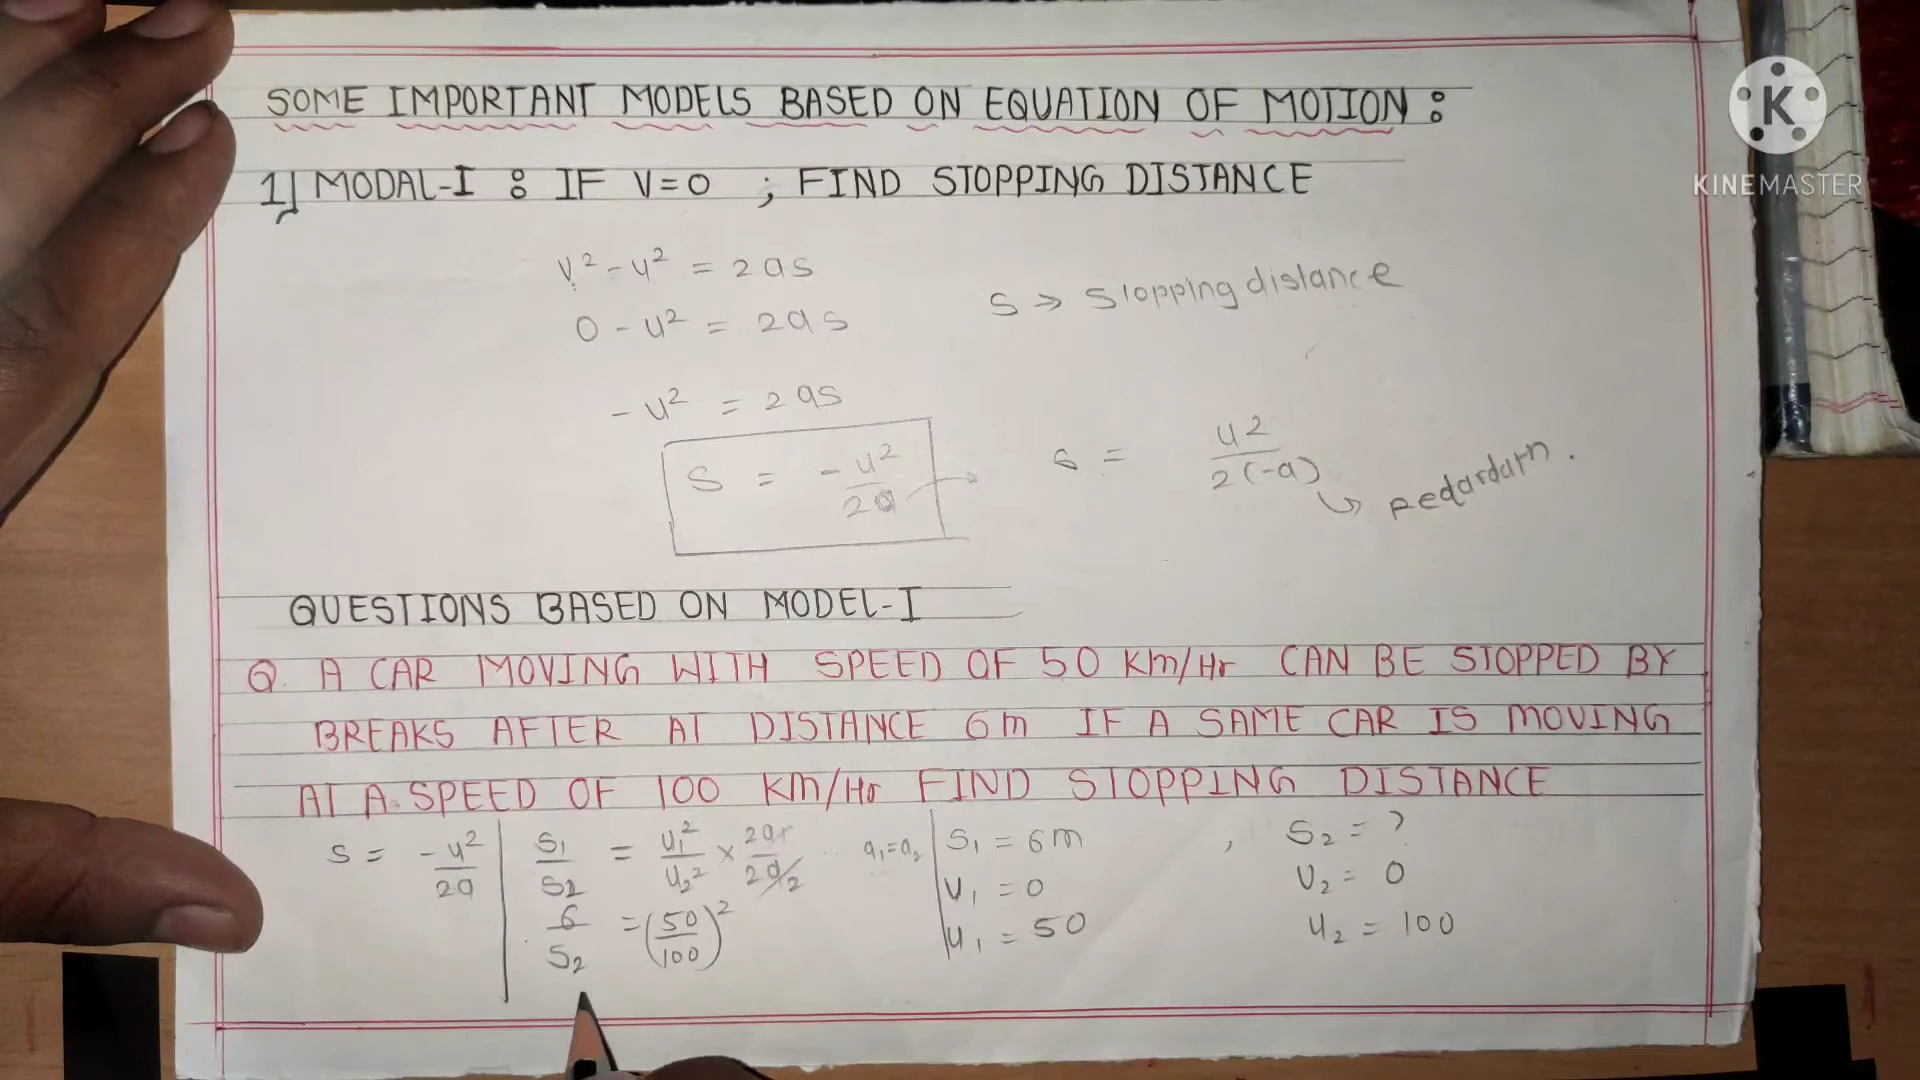 SOME IMPORTANT MODELS BASED ON EQUATION OF MOTION :
K
KINEMASTER
1] MODAL-I : IF V=0 ; FIND STOPPING DISTANCE
v² - u² = 2as
0 - u² = 2as
S → Stopping distance
- u² = 2as
S = - u²/2a → s = u²/2(-a)
QUESTIONS BASED ON MODEL-I
Q. A CAR MOVING WITH SPEED OF 50 KM/Hr CAN BE STOPPED BY
BREAKS AFTER AT DISTANCE 6m IF A SAME CAR IS MOVING
AT A SPEED OF 100 KM/Hr FIND STOPPING DISTANCE
S = -u²/2a
S₁/S₂ = u₁²/u₂² × 2a/2a₂ a₁=a₂
6/S₂ = (50/100)²
S₁ = 6m , S₂ = ?
V₁ = 0 V₂ = 0
u₁ = 50 u₂ = 100